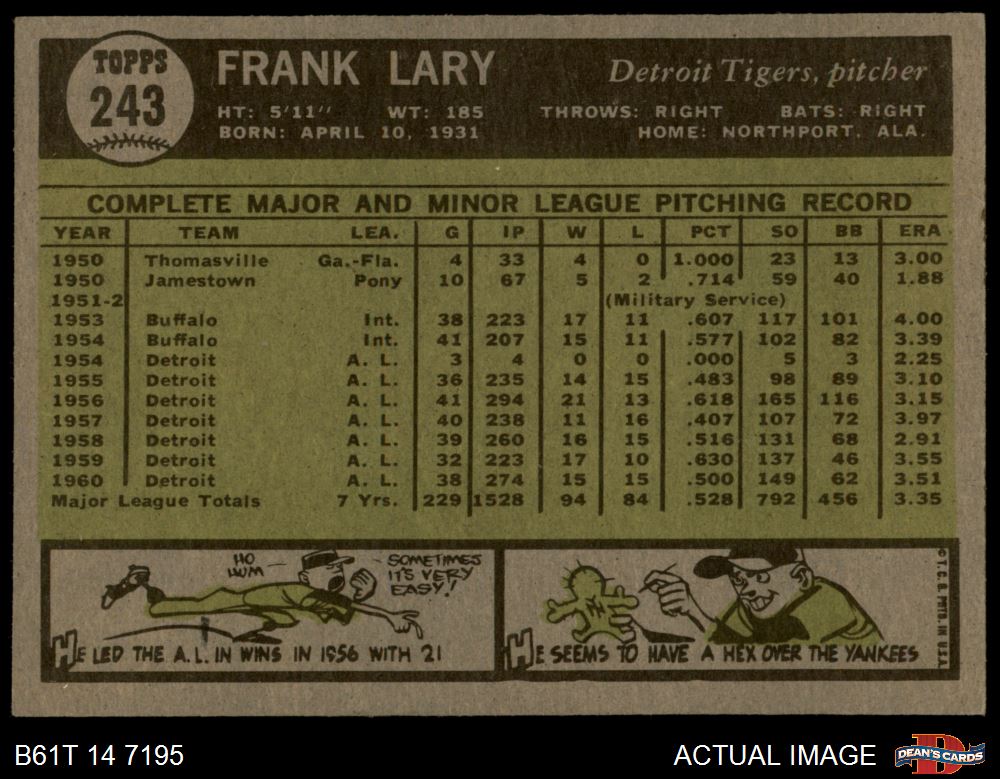 TOPPS
243
FRANK LARY
Detroit Tigers, pitcher
HT: 5'11" WT: 185 THROWS: RIGHT BATS: RIGHT
BORN: APRIL 10, 1931 HOME: NORTHPORT, ALA.
COMPLETE MAJOR AND MINOR LEAGUE PITCHING RECORD
YEAR TEAM LEA. G IP W L PCT SO BB ERA
1950 Thomasville Ga.-Fla. 4 33 4 0 1.000 23 13 3.00
1950 Jamestown Pony 10 67 5 2 .714 59 40 1.88
1951-2 (Military Service)
1953 Buffalo Int. 38 223 17 11 .607 117 101 4.00
1954 Buffalo Int. 41 207 15 11 .577 102 82 3.39
1954 Detroit A. L. 3 4 0 0 .000 5 3 2.25
1955 Detroit A. L. 36 235 14 15 .483 98 89 3.10
1956 Detroit A. L. 41 294 21 13 .618 165 116 3.15
1957 Detroit A. L. 40 238 11 16 .407 107 72 3.97
1958 Detroit A. L. 39 260 16 15 .516 131 68 2.91
1959 Detroit A. L. 32 223 17 10 .630 137 46 3.55
1960 Detroit A. L. 38 274 15 15 .500 149 62 3.51
Major League Totals 7 Yrs. 229 1528 94 84 .528 792 456 3.35
HO
HUM—
SOMETIMES
IT'S VERY
EASY!
HE LED THE A.L. IN WINS IN 1956 WITH 21
HE SEEMS TO HAVE A HEX OVER THE YANKEES
© T.C.G. PRTD. IN U.S.A.
B61T 14 7195
ACTUAL IMAGE
DEAN'S CARDS